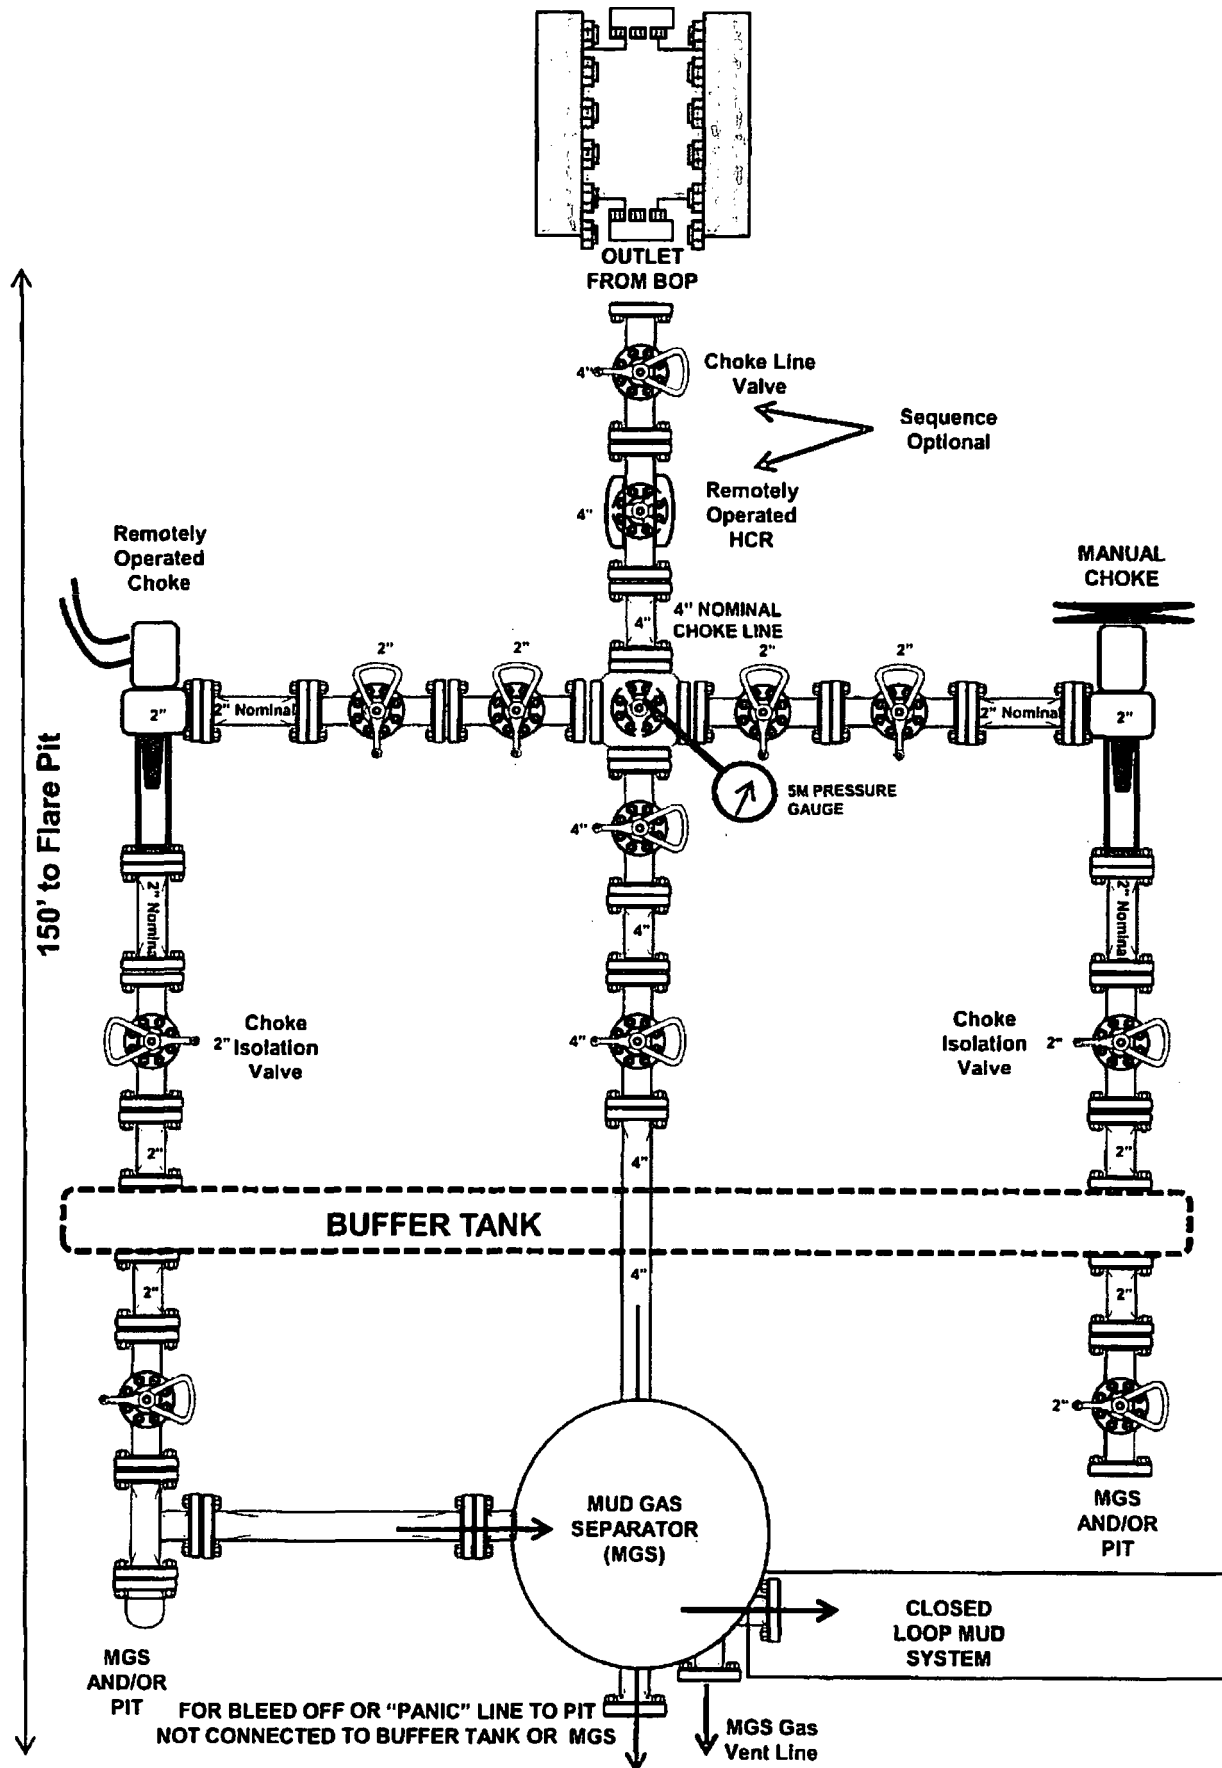 OUTLET
FROM BOP
4"
Choke Line
Valve
Sequence
Optional
4"
Remotely
Operated
HCR
Remotely
Operated
Choke
MANUAL
CHOKE
4" NOMINAL
CHOKE LINE
4"
2"
2"
2"
2"
2"
2" Nominal
2" Nominal
2"
5M PRESSURE
GAUGE
4"
150' to Flare Pit
2" Nominal
4"
2" Nominal
2"
Choke
Isolation
Valve
4"
Choke
Isolation
Valve
2"
2"
4"
2"
BUFFER TANK
2"
4"
2"
2"
MUD GAS
SEPARATOR
(MGS)
MGS
AND/OR
PIT
CLOSED
LOOP MUD
SYSTEM
MGS
AND/OR
PIT
FOR BLEED OFF OR "PANIC" LINE TO PIT
NOT CONNECTED TO BUFFER TANK OR MGS
MGS Gas
Vent Line